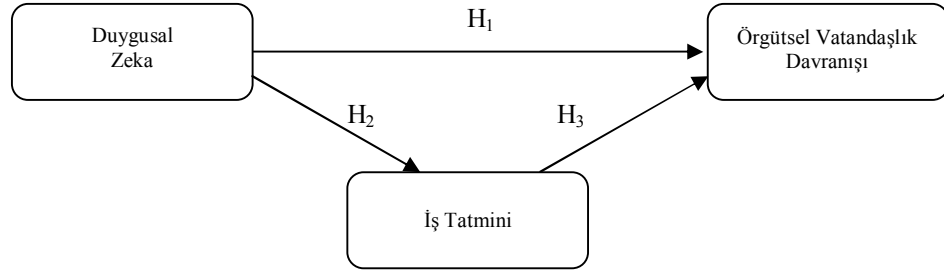 H₁
Duygusal
Zeka
Örgütsel Vatandaşlık
Davranışı
H₂
H₃
İş Tatmini